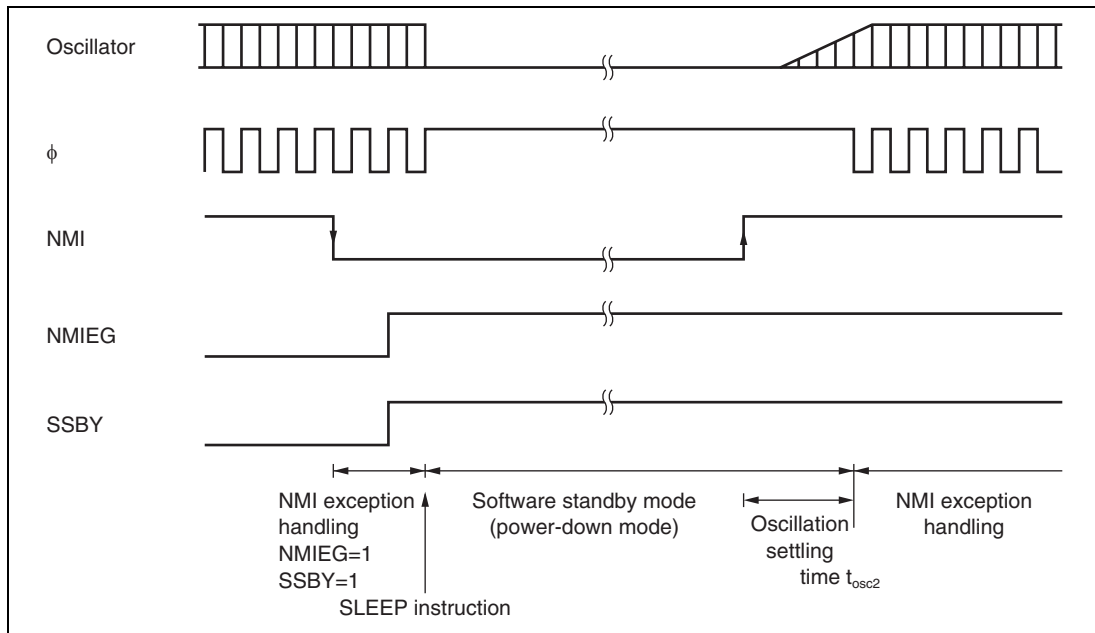 Oscillator
ϕ
NMI
NMIEG
SSBY
NMI exception
handling
NMIEG=1
SSBY=1
SLEEP instruction
Software standby mode
(power-down mode)
Oscillation
settling
time tosc2
NMI exception
handling